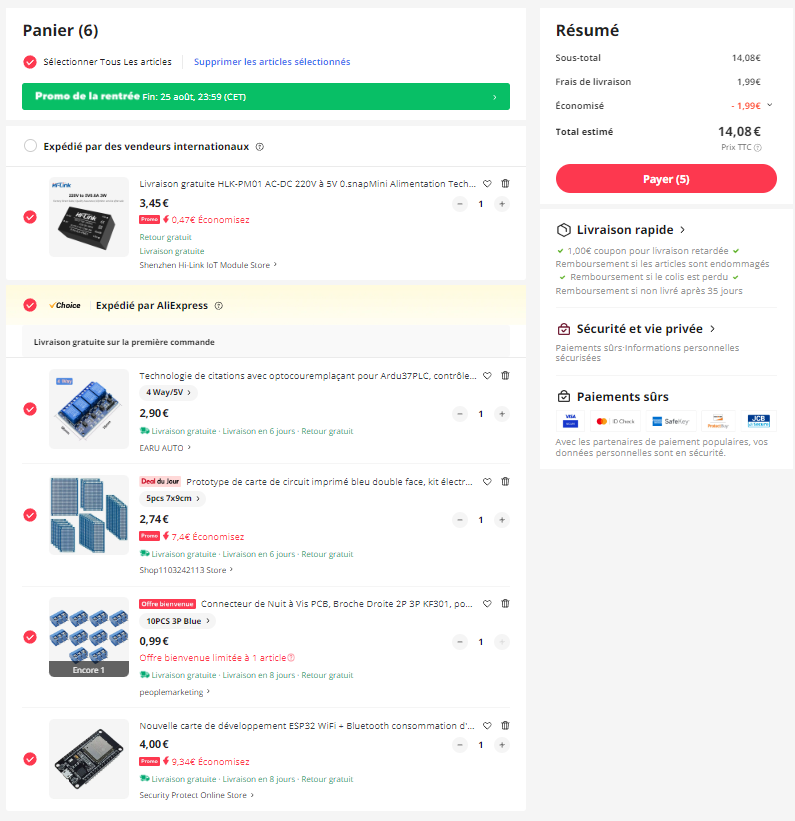 Panier (6)
Sélectionner Tous Les articles
Supprimer les articles sélectionnés
Promo de la rentrée Fin: 25 août, 23:59 (CET)
Expédié par des vendeurs internationaux
HI-Link
220V to 5V0.6A 3W
Hi-Link
Livraison gratuite HLK-PM01 AC-DC 220V à 5V 0.snapMini Alimentation Tech...
3,45€
1
Promo 0,47€ Économisez
Retour gratuit
Livraison gratuite
Shenzhen Hi-Link IoT Module Store
Choice
Expédié par AliExpress
Livraison gratuite sur la première commande
4 Way
Technologie de citations avec optocouremplaçant pour Ardu37PLC, contrôle...
4 Way/5V
2,90€
1
Livraison gratuite · Livraison en 6 jours · Retour gratuit
EARU AUTO
Deal du Jour Prototype de carte de circuit imprimé bleu double face, kit électr...
5pcs 7x9cm
2,74€
1
Promo 7,4€ Économisez
Livraison gratuite · Livraison en 6 jours · Retour gratuit
Shop1103242113 Store
Offre bienvenue Connecteur de Nuit à Vis PCB, Broche Droite 2P 3P KF301, po...
10PCS 3P Blue
0,99€
1
Encore 1
Offre bienvenue limitée à 1 article
Livraison gratuite · Livraison en 8 jours · Retour gratuit
peoplemarketing
Nouvelle carte de développement ESP32 WiFi + Bluetooth consommation d'...
4,00€
1
Promo 9,34€ Économisez
Livraison gratuite · Livraison en 8 jours · Retour gratuit
Security Protect Online Store
Résumé
Sous-total 14,08€
Frais de livraison 1,99€
Économisé - 1,99€
Total estimé 14,08€
Prix TTC
Payer (5)
Livraison rapide
1,00€ coupon pour livraison retardée
Remboursement si les articles sont endommagés
Remboursement si le colis est perdu
Remboursement si non livré après 35 jours
Sécurité et vie privée
Paiements sûrs·Informations personnelles
sécurisées
Paiements sûrs
VISA
ID Check
SafeKey
ProtectBuy
JCB
Avec les partenaires de paiement populaires, vos
données personnelles sont en sécurité.